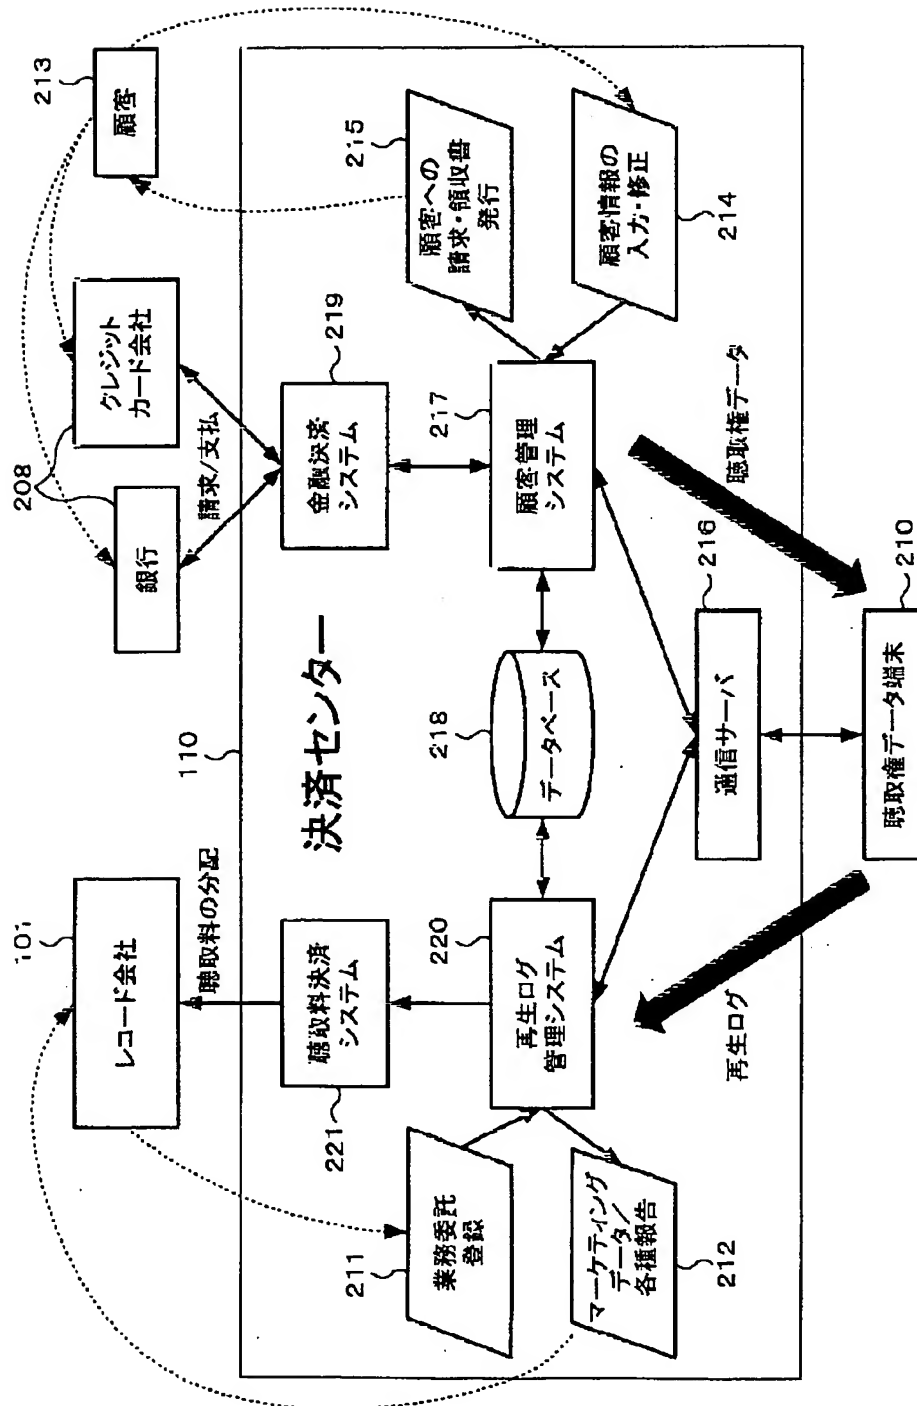 101
レコード会社
聴取料の分配
208
銀行
クレジット
カード会社
請求/支払
213
顧客
110
決済センター
聴取料決済
システム
221
金融決済
システム
219
業務委託
登録
211
220
再生ログ
管理システム
218
データベース
217
顧客管理
システム
215
顧客への
請求・領収書
発行
マーケティング
データ/
各種報告
212
顧客情報の
入力・修正
214
通信サーバ
216
再生ログ
聴取権データ
聴取権データ端末
210